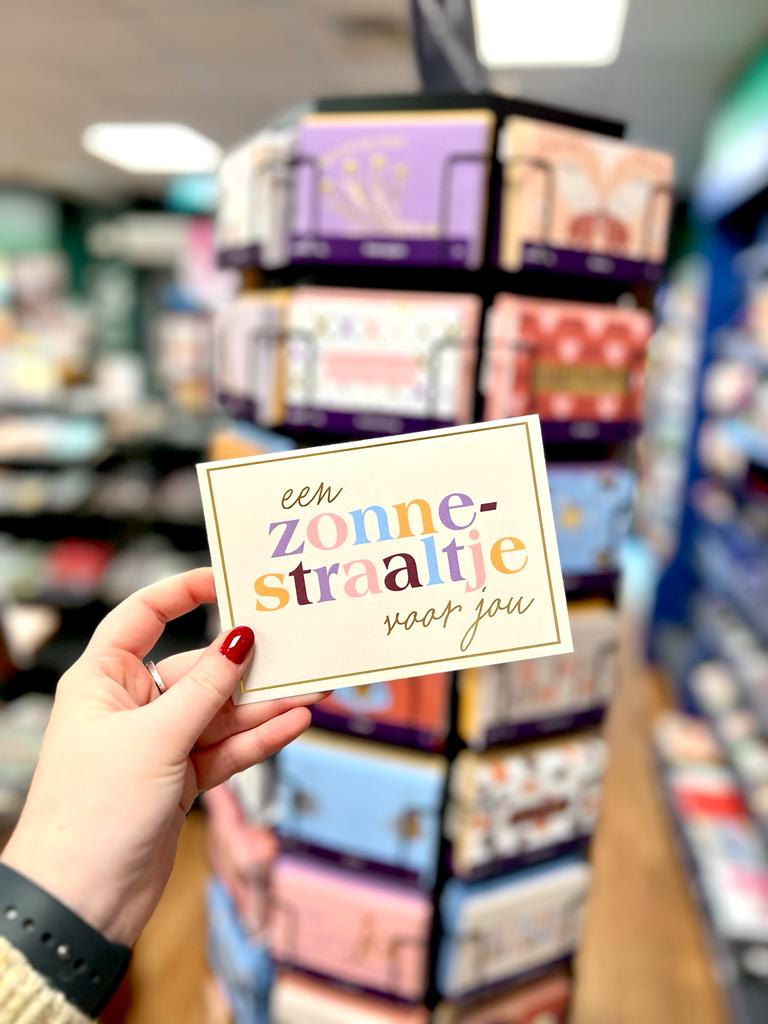 een
zonne-
straaltje
voor jou